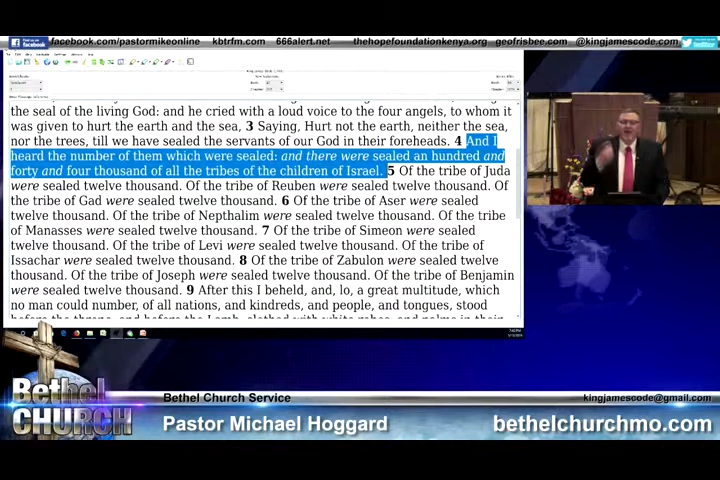 facebook.com/pastormikeonline kbtrfm.com 666alert.net thehopefoundationkenya.org geofrisbee.com @kingjamescode
the seal of the living God: and he cried with a loud voice to the four angels, to whom it
was given to hurt the earth and the sea, 3 Saying, Hurt not the earth, neither the sea,
nor the trees, till we have sealed the servants of our God in their foreheads. 4 And I
heard the number of them which were sealed: and there were sealed an hundred and
forty and four thousand of all the tribes of the children of Israel. 5 Of the tribe of Juda
were sealed twelve thousand. Of the tribe of Reuben were sealed twelve thousand. Of
the tribe of Gad were sealed twelve thousand. 6 Of the tribe of Aser were sealed
twelve thousand. Of the tribe of Nepthalim were sealed twelve thousand. Of the tribe
of Manasses were sealed twelve thousand. 7 Of the tribe of Simeon were sealed
twelve thousand. Of the tribe of Levi were sealed twelve thousand. Of the tribe of
Issachar were sealed twelve thousand. 8 Of the tribe of Zabulon were sealed twelve
thousand. Of the tribe of Joseph were sealed twelve thousand. Of the tribe of Benjamin
were sealed twelve thousand. 9 After this I beheld, and, lo, a great multitude, which
no man could number, of all nations, and kindreds, and people, and tongues, stood
Bethel
CHURCH
Bethel Church Service
kingjamescode@gmail.com
Pastor Michael Hoggard
bethelchurchmo.com